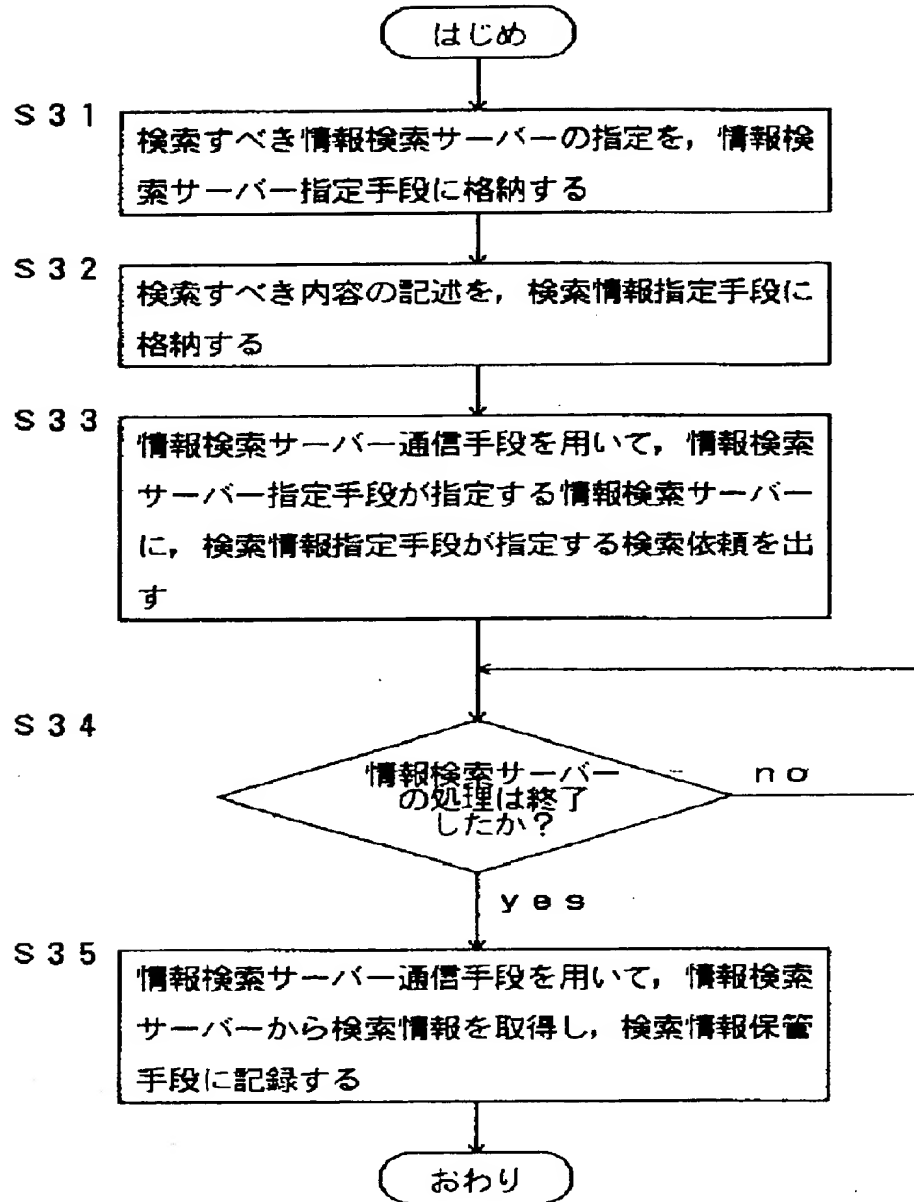 はじめ
S31
検索すべき情報検索サーバーの指定を，情報検
索サーバー指定手段に格納する
S32
検索すべき内容の記述を，検索情報指定手段に
格納する
S33
情報検索サーバー通信手段を用いて，情報検索
サーバー指定手段が指定する情報検索サーバー
に，検索情報指定手段が指定する検索依頼を出
す
S34
情報検索サーバー
の処理は終了
したか？
no
yes
S35
情報検索サーバー通信手段を用いて，情報検索
サーバーから検索情報を取得し，検索情報保管
手段に記録する
おわり